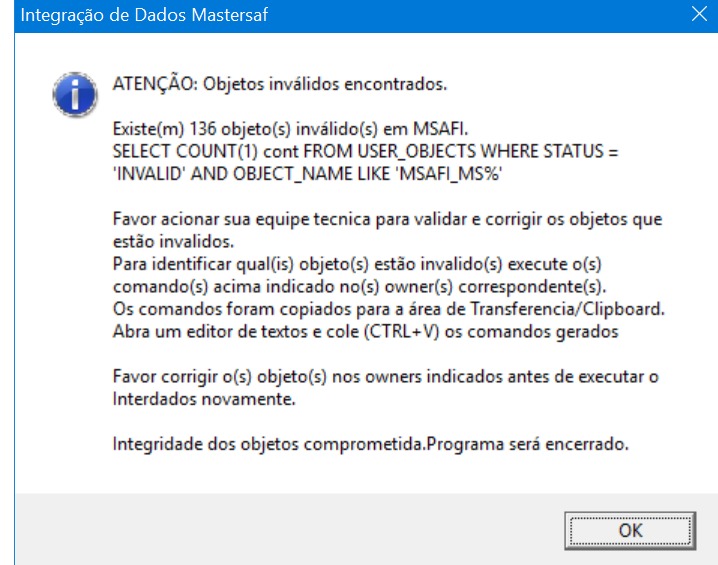 Integração de Dados Mastersaf
ATENÇÃO: Objetos inválidos encontrados.
Existe(m) 136 objeto(s) inválido(s) em MSAFI.
SELECT COUNT(1) cont FROM USER_OBJECTS WHERE STATUS =
'INVALID' AND OBJECT_NAME LIKE 'MSAFI_MS%'
Favor acionar sua equipe tecnica para validar e corrigir os objetos que
estão invalidos.
Para identificar qual(is) objeto(s) estão invalido(s) execute o(s)
comando(s) acima indicado no(s) owner(s) correspondente(s).
Os comandos foram copiados para a área de Transferencia/Clipboard.
Abra um editor de textos e cole (CTRL+V) os comandos gerados
Favor corrigir o(s) objeto(s) nos owners indicados antes de executar o
Interdados novamente.
Integridade dos objetos comprometida.Programa será encerrado.
OK